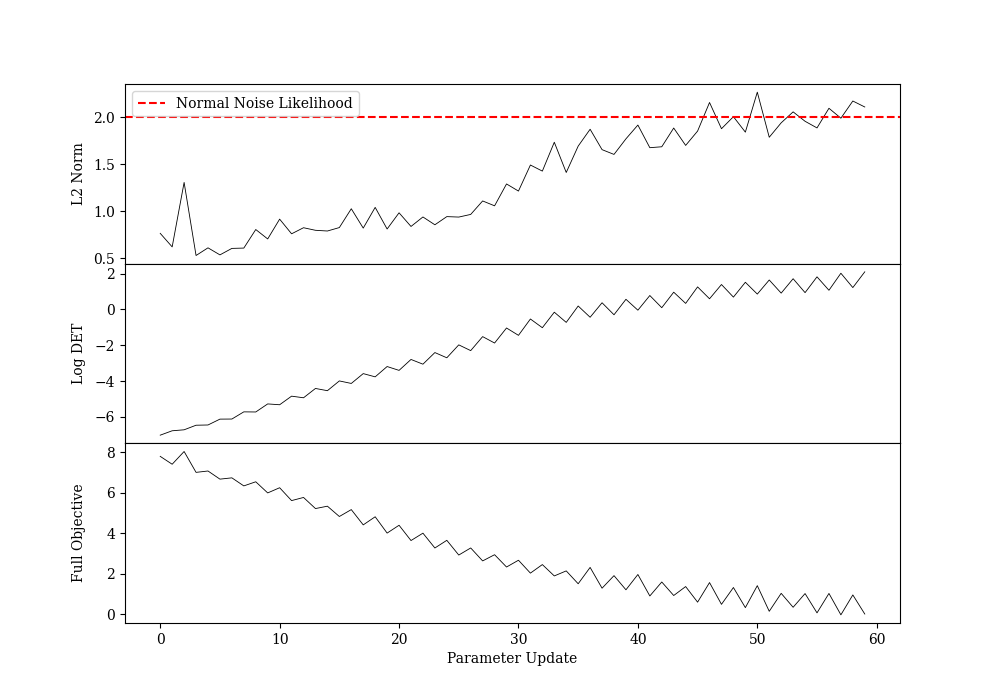 Normal Noise Likelihood
2.0
1.5
1.0
0.5
L2 Norm
2
0
−2
−4
−6
Log DET
8
6
4
2
0
Full Objective
0 10 20 30 40 50 60
Parameter Update